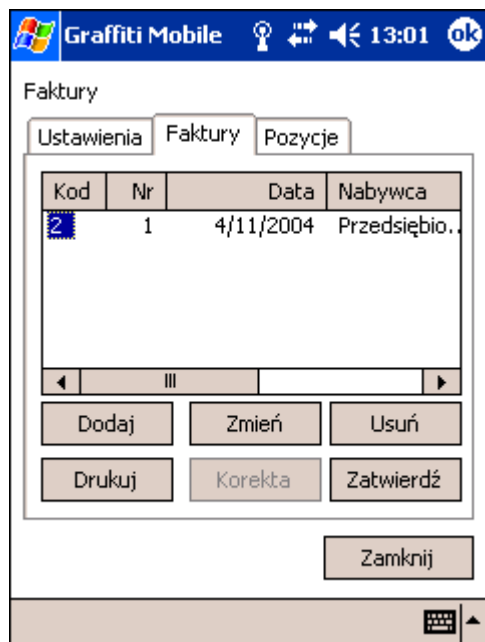 Graffiti Mobile 13:01 ok
Faktury
Ustawienia Faktury Pozycje
Kod Nr Data Nabywca
2 1 4/11/2004 Przedsiębio..
Dodaj Zmień Usuń
Drukuj Korekta Zatwierdź
Zamknij